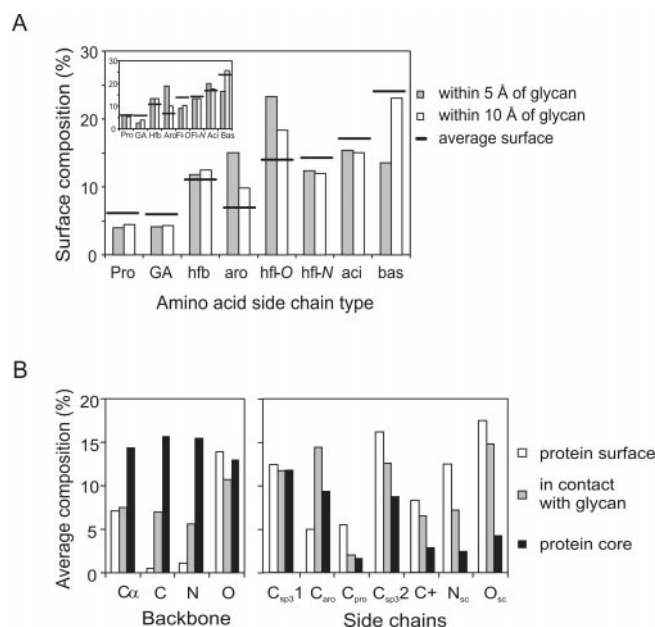 A
Surface composition (%)
30
20
10
0
30
20
10
0
Pro GA Hfb Aro Fl-O Fl-N Aci Bas
Pro GA hfb aro hfl-O hfl-N aci bas
Amino acid side chain type
within 5 Å of glycan
within 10 Å of glycan
average surface
B
Average composition (%)
20
15
10
5
0
Cα C N O
Backbone
Csp31 Caro Cpro Csp32 C+ Nsc Osc
Side chains
protein surface
in contact
with glycan
protein core